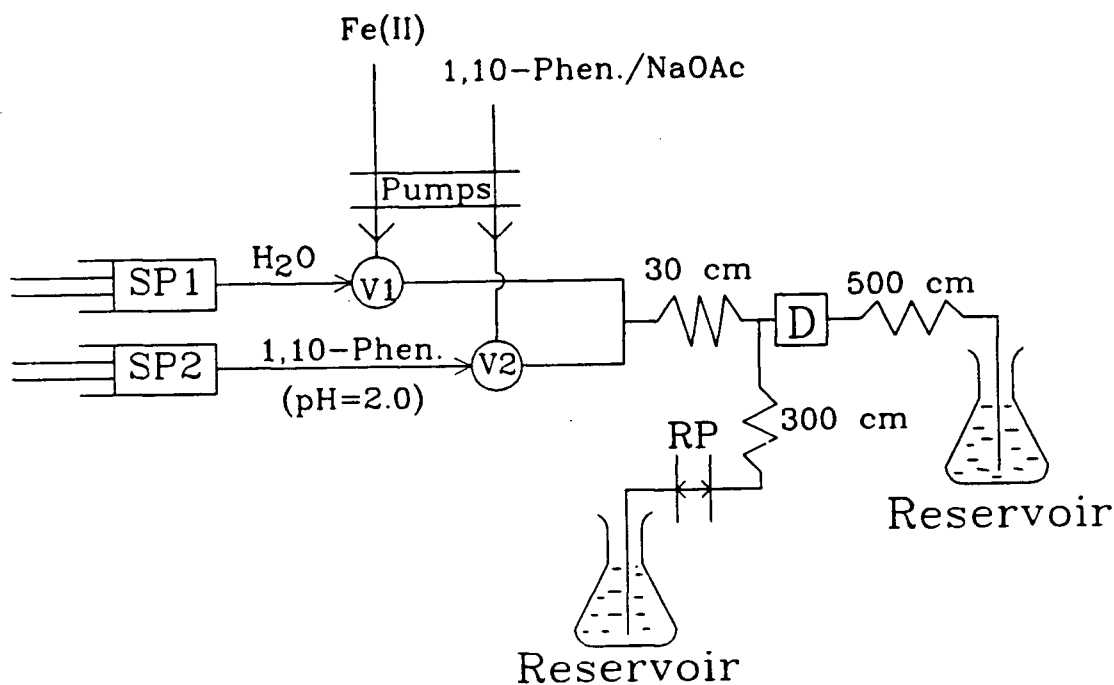 Fe(II)
1,10-Phen./NaOAc
Pumps
SP1
H₂O
V1
30 cm
500 cm
D
SP2
1,10-Phen.
(pH=2.0)
V2
300 cm
RP
Reservoir
Reservoir